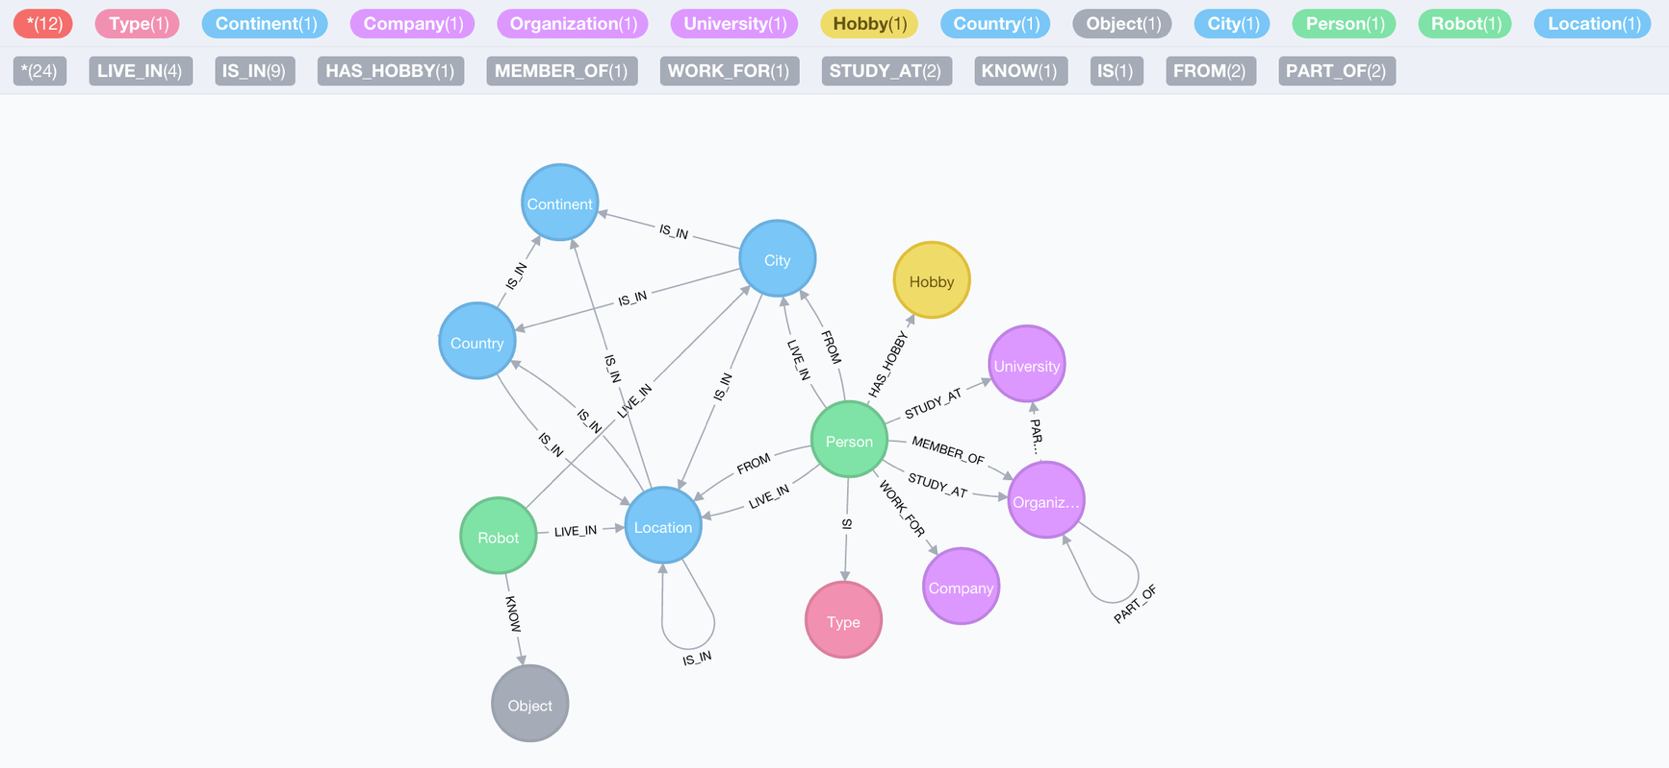 *(12) Type(1) Continent(1) Company(1) Organization(1) University(1) Hobby(1) Country(1) Object(1) City(1) Person(1) Robot(1) Location(1)
*(24) LIVE_IN(4) IS_IN(9) HAS_HOBBY(1) MEMBER_OF(1) WORK_FOR(1) STUDY_AT(2) KNOW(1) IS(1) FROM(2) PART_OF(2)
Continent
IS_IN
City
IS_IN
Hobby
IS_IN
Country
FROM
LIVE_IN
HAS_HOBBY
University
IS_IN
LIVE_IN
IS_IN
STUDY_AT
IS_IN
IS_IN
Person
PAR...
MEMBER_OF
FROM
STUDY_AT
LIVE_IN
Organiz...
WORK_FOR
Location
LIVE_IN
Robot
IS
Company
PART_OF
KNOW
Type
IS_IN
Object